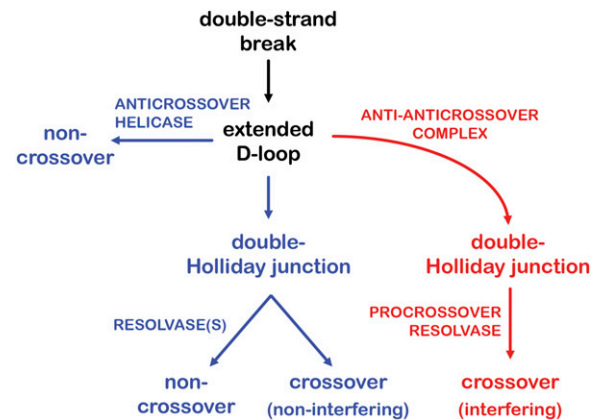 double-strand
break
ANTICROSSOVER
HELICASE
ANTI-ANTICROSSOVER
COMPLEX
non-
crossover
extended
D-loop
double-
Holliday junction
double-
Holliday junction
RESOLVASE(S)
PROCROSSOVER
RESOLVASE
non-
crossover
crossover
(non-interfering)
crossover
(interfering)